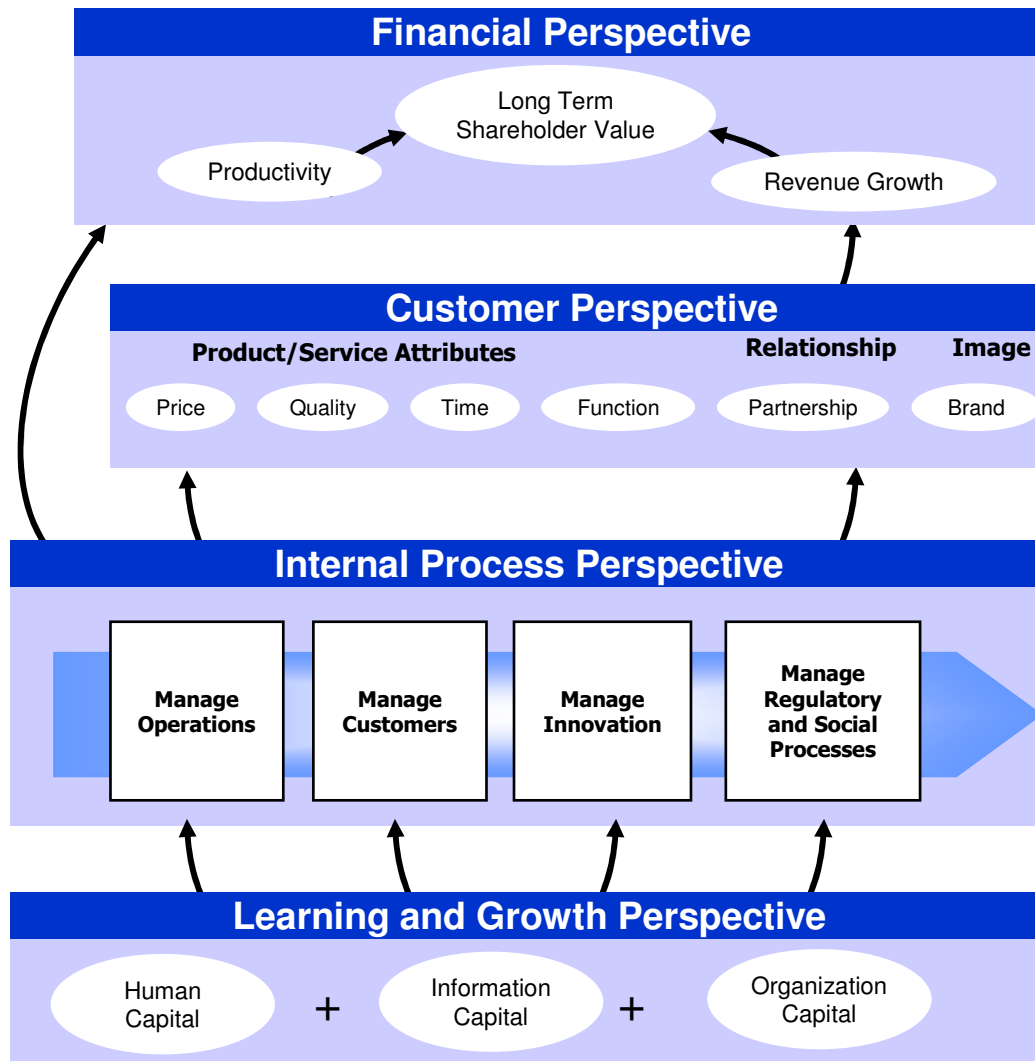 Financial Perspective
Long Term
Shareholder Value
Productivity
Revenue Growth
Customer Perspective
Product/Service Attributes
Relationship
Image
Price
Quality
Time
Function
Partnership
Brand
Internal Process Perspective
Manage
Operations
Manage
Customers
Manage
Innovation
Manage
Regulatory
and Social
Processes
Learning and Growth Perspective
Human
Capital
+
Information
Capital
+
Organization
Capital